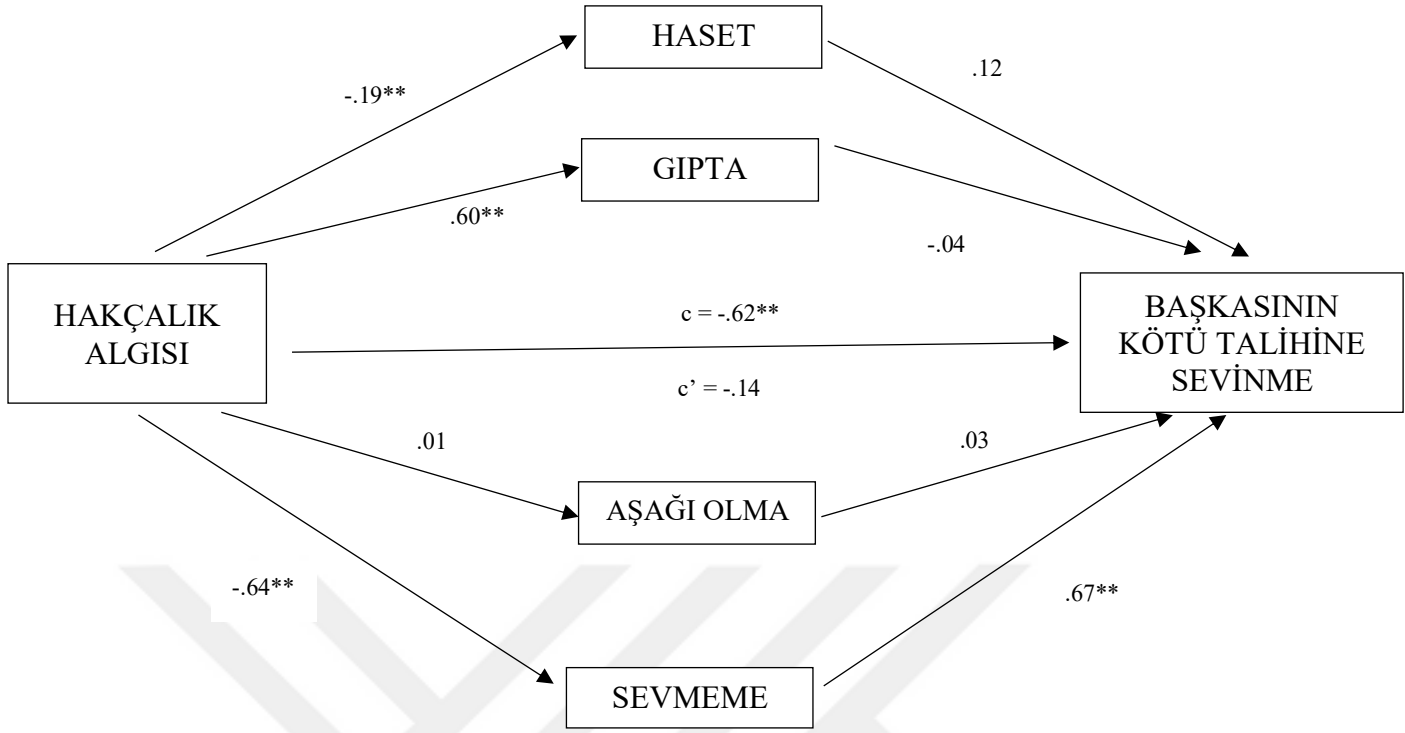 HASET
.12
-.19**
GIPTA
.60**
-.04
HAKÇALIK
ALGISI
c = -.62**
c’ = -.14
BAŞKASININ
KÖTÜ TALİHİNE
SEVİNME
.01
.03
AŞAĞI OLMA
-.64**
.67**
SEVMEME